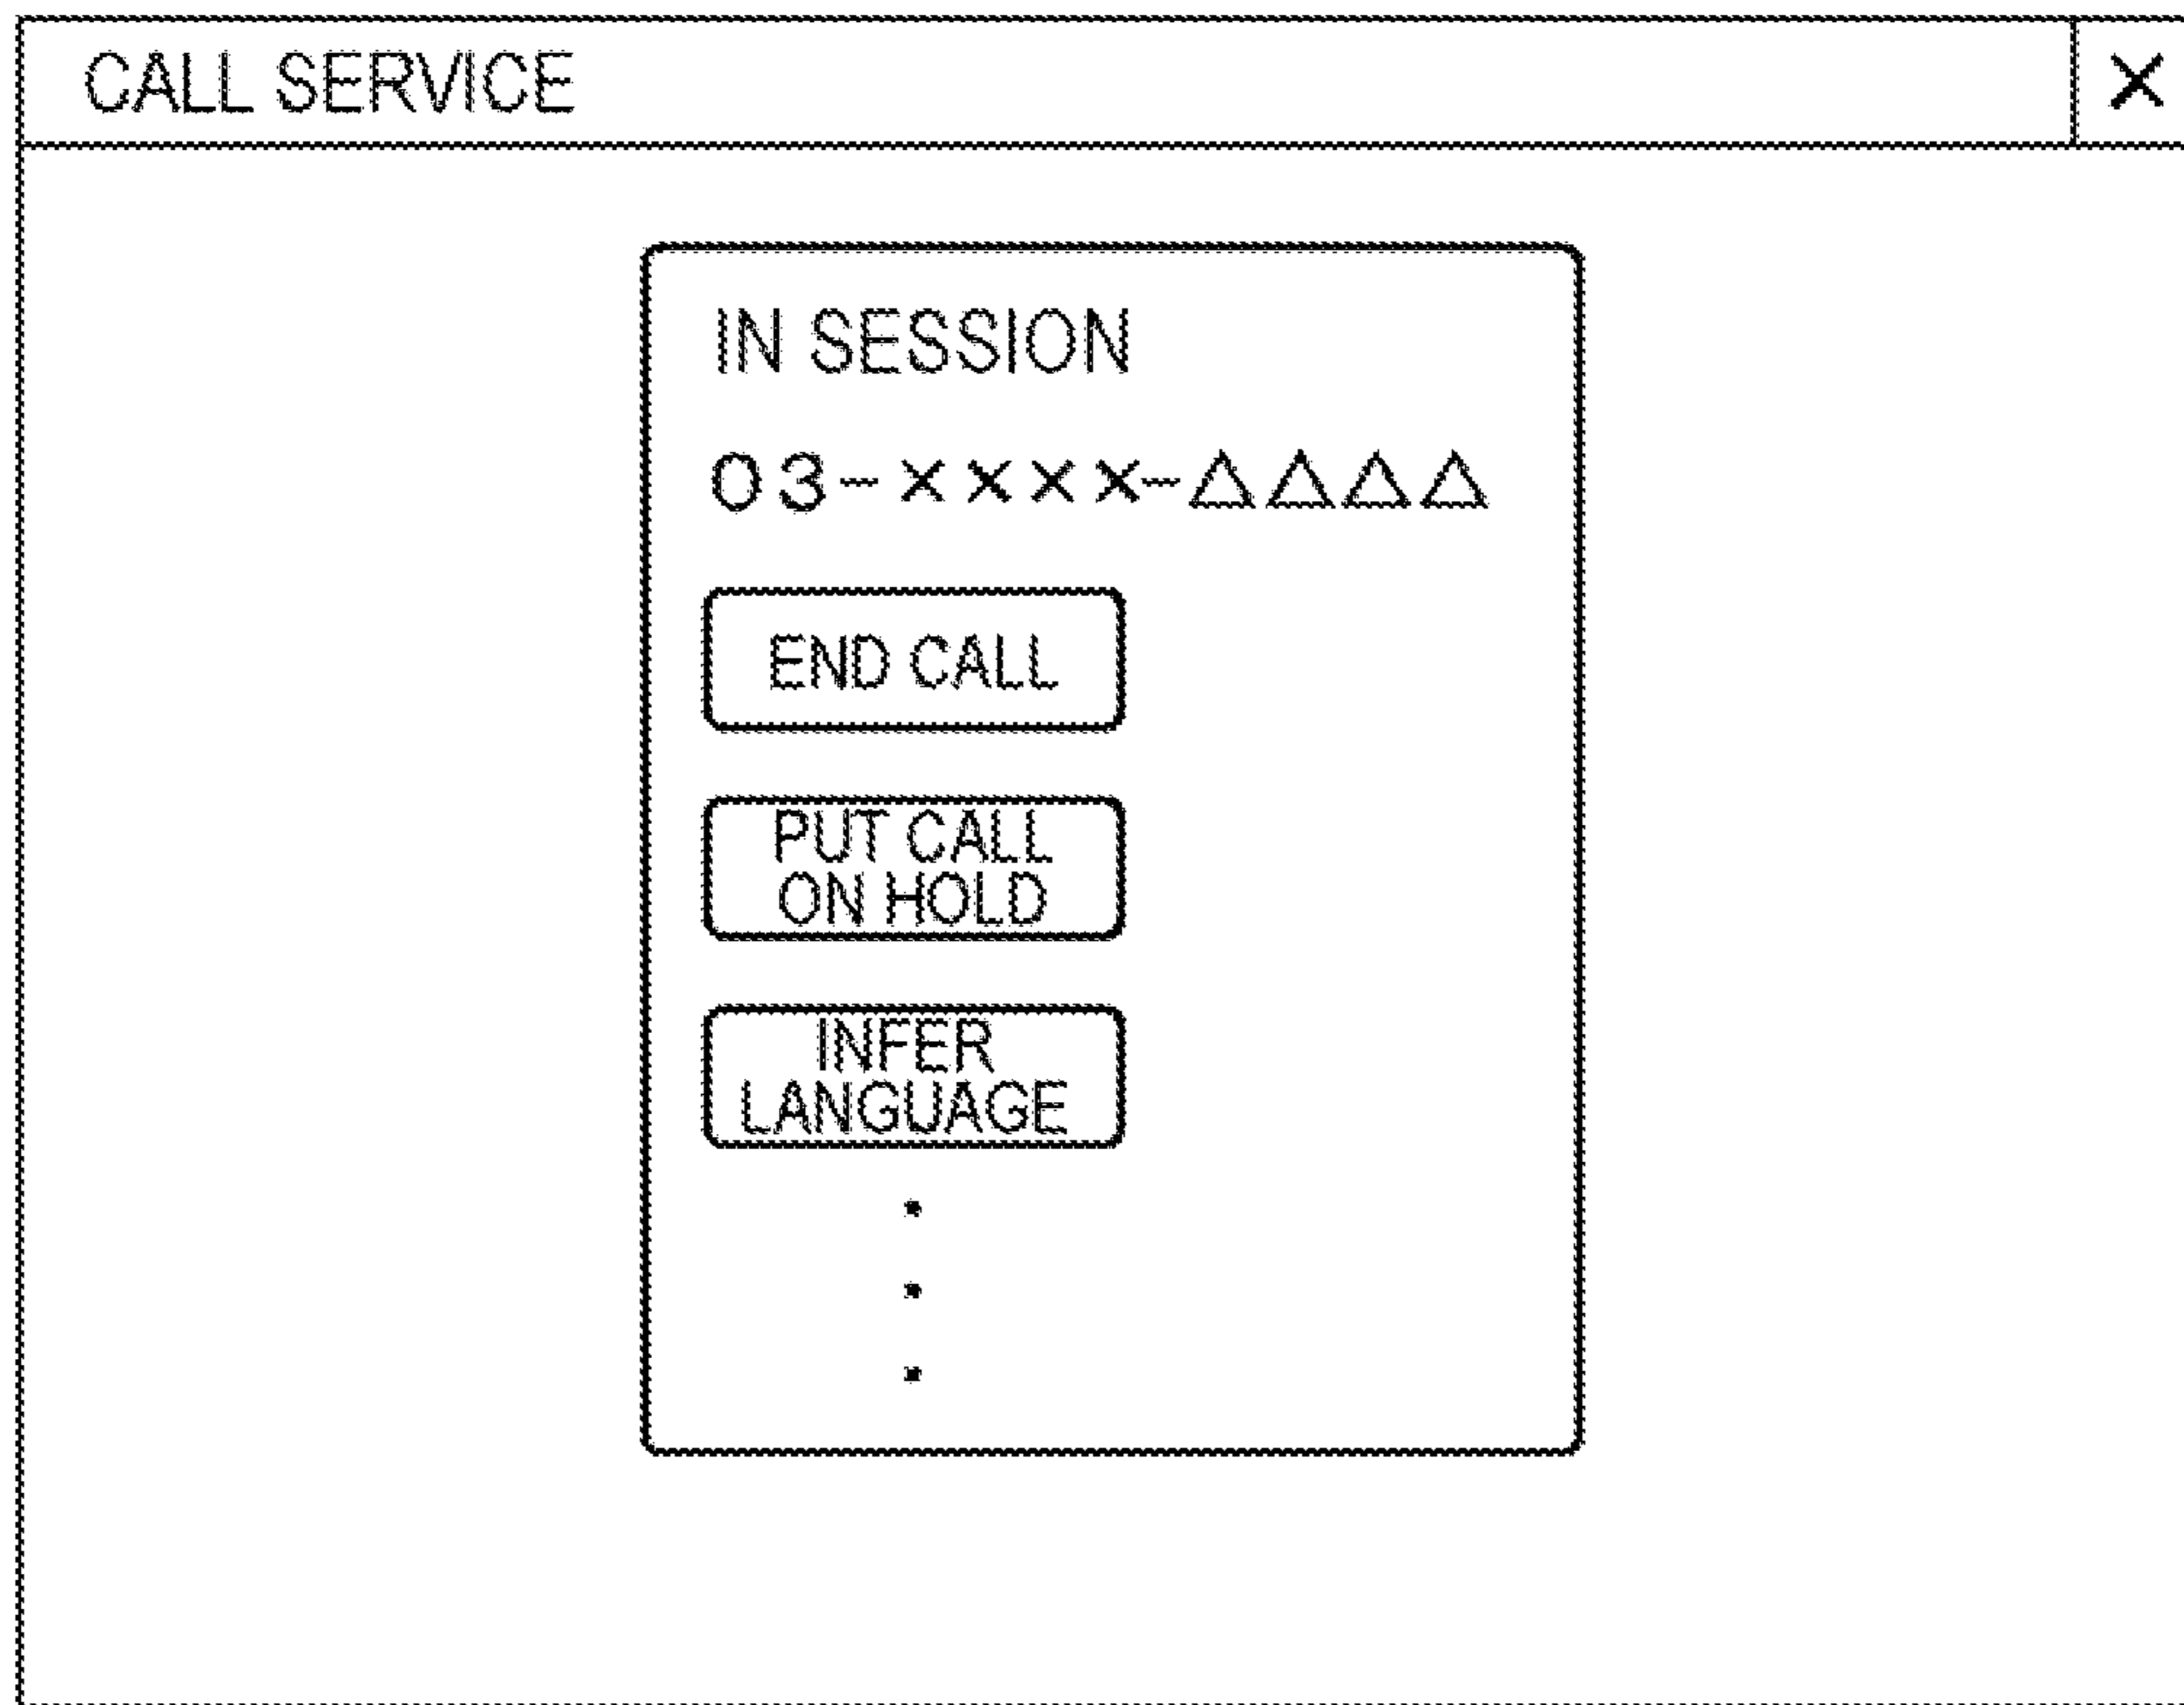 CALL SERVICE ×
IN SESSION
03-××××-△△△△
END CALL
PUT CALL
ON HOLD
INFER
LANGUAGE